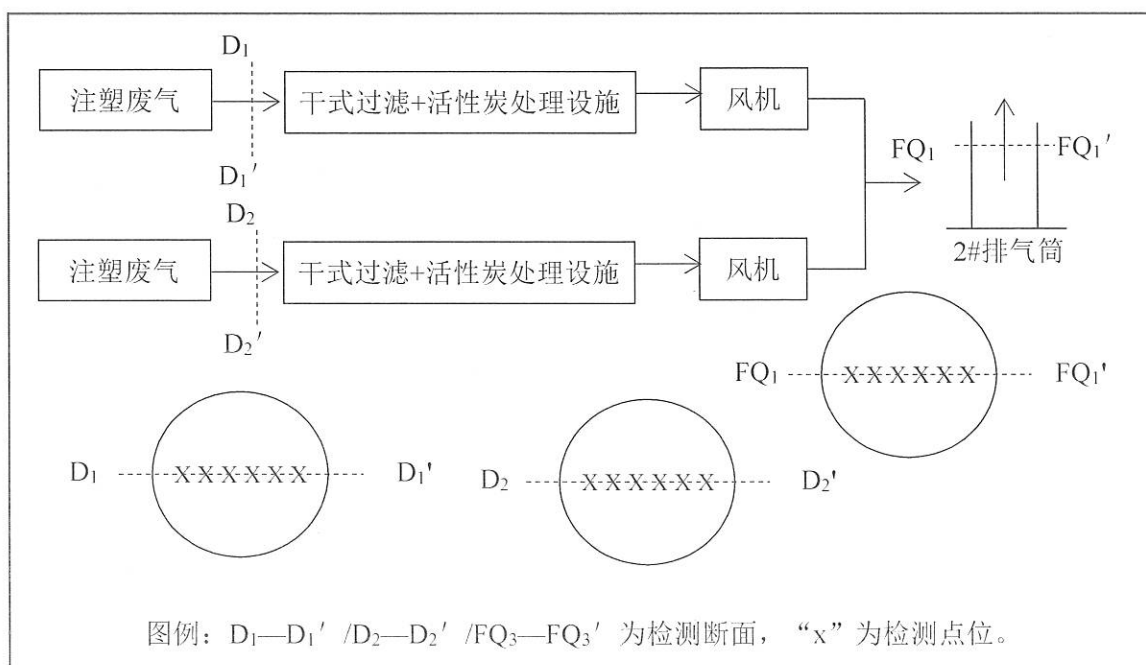 D₁
注塑废气
干式过滤+活性炭处理设施
风机
FQ₁
FQ₁′
D₁′
D₂
注塑废气
干式过滤+活性炭处理设施
风机
2#排气筒
D₂′
FQ₁
XXXXXX
FQ₁'
D₁
XXXXXX
D₁'
D₂
XXXXXX
D₂'
图例：D₁—D₁′ /D₂—D₂′ /FQ₃—FQ₃′ 为检测断面，“x”为检测点位。